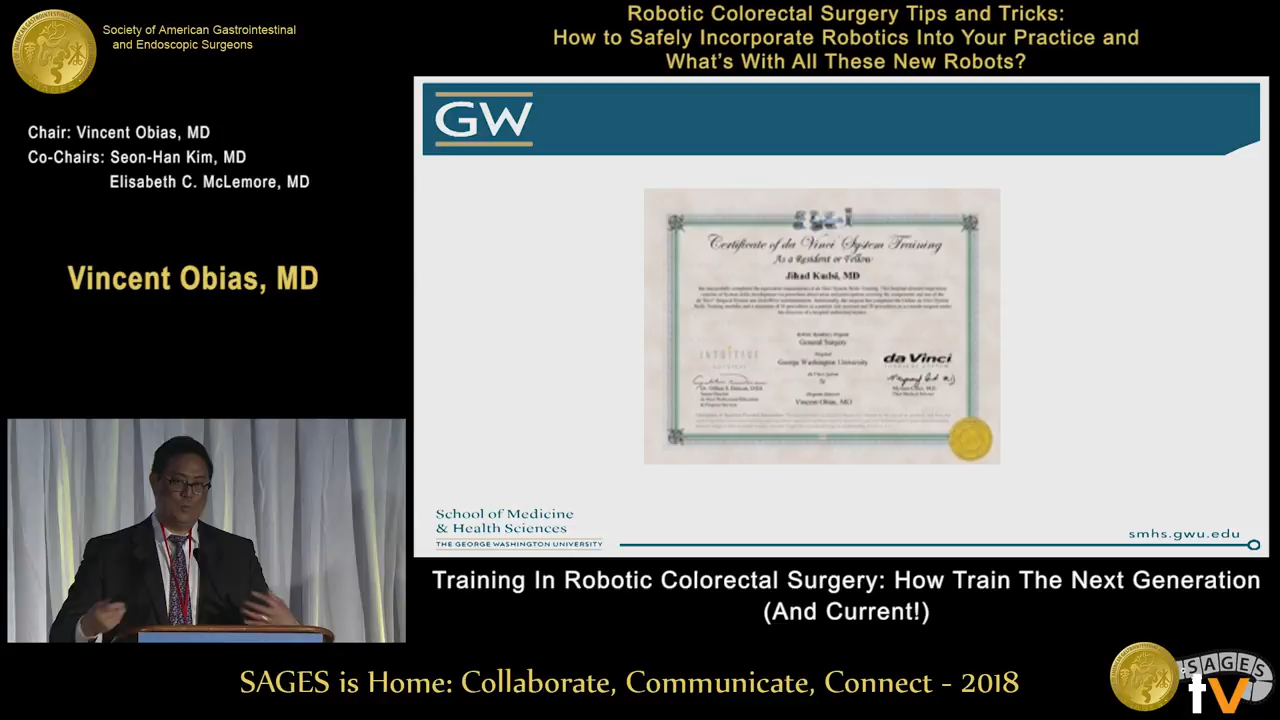 Society of American Gastrointestinal
and Endoscopic Surgeons
Robotic Colorectal Surgery Tips and Tricks:
How to Safely Incorporate Robotics Into Your Practice and
What's With All These New Robots?
Chair: Vincent Obias, MD
Co-Chairs: Seon-Han Kim, MD
Elisabeth C. McLemore, MD
Vincent Obias, MD
GW
Certificate of da Vinci System Training
As a Resident or Fellow
Jihad Kudsi, MD
General Surgery
Hospital
George Washington University
INTUITIVE
da Vinci
Vincent Obias, MD
School of Medicine
& Health Sciences
THE GEORGE WASHINGTON UNIVERSITY
smhs.gwu.edu
Training In Robotic Colorectal Surgery: How Train The Next Generation
(And Current!)
SAGES is Home: Collaborate, Communicate, Connect - 2018
SAGES
tv